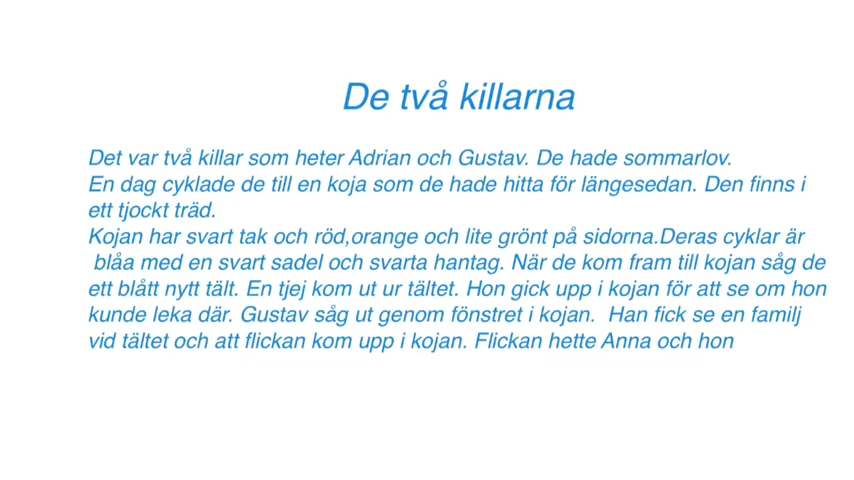 De två killarna
Det var två killar som heter Adrian och Gustav. De hade sommarlov.
En dag cyklade de till en koja som de hade hitta för längesedan. Den finns i
ett tjockt träd.
Kojan har svart tak och röd,orange och lite grönt på sidorna.Deras cyklar är
blåa med en svart sadel och svarta hantag. När de kom fram till kojan såg de
ett blått nytt tält. En tjej kom ut ur tältet. Hon gick upp i kojan för att se om hon
kunde leka där. Gustav såg ut genom fönstret i kojan.  Han fick se en familj
vid tältet och att flickan kom upp i kojan. Flickan hette Anna och hon